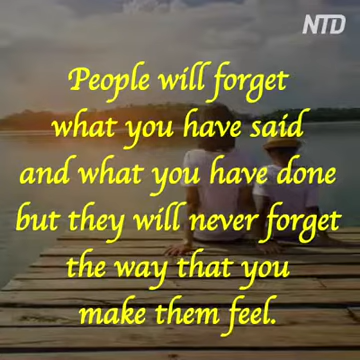 NTD
People will forget
what you have said
and what you have done
but they will never forget
the way that you
make them feel.